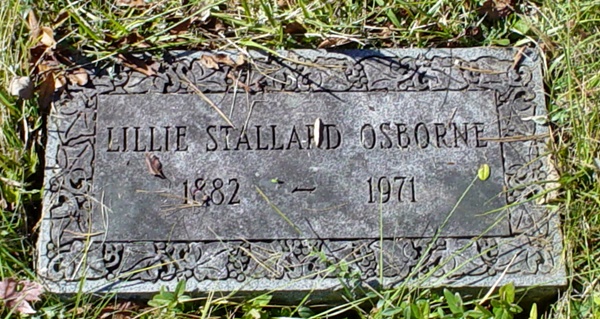 LILLIE STALLARD OSBORNE
1882 – 1971